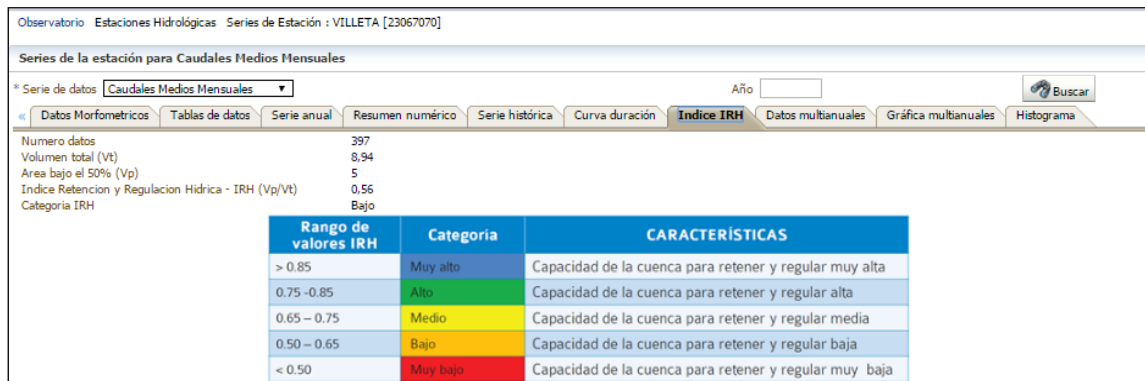 Observatorio Estaciones Hidrológicas Series de Estación : VILLETA [23067070]
Series de la estación para Caudales Medios Mensuales
* Serie de datos Caudales Medios Mensuales ▼ Año Buscar
« Datos Morfometricos Tablas de datos Serie anual Resumen numérico Serie histórica Curva duración Indice IRH Datos multianuales Gráfica multianuales Histograma
Numero datos 397
Volumen total (Vt) 8,94
Area bajo el 50% (Vp) 5
Indice Retencion y Regulacion Hidrica - IRH (Vp/Vt) 0,56
Categoria IRH Bajo
Rango de valores IRH Categoria CARACTERÍSTICAS
> 0.85 Muy alto Capacidad de la cuenca para retener y regular muy alta
0.75 -0.85 Alto Capacidad de la cuenca para retener y regular alta
0.65 – 0.75 Medio Capacidad de la cuenca para retener y regular media
0.50 – 0.65 Bajo Capacidad de la cuenca para retener y regular baja
< 0.50 Muy bajo Capacidad de la cuenca para retener y regular muy baja